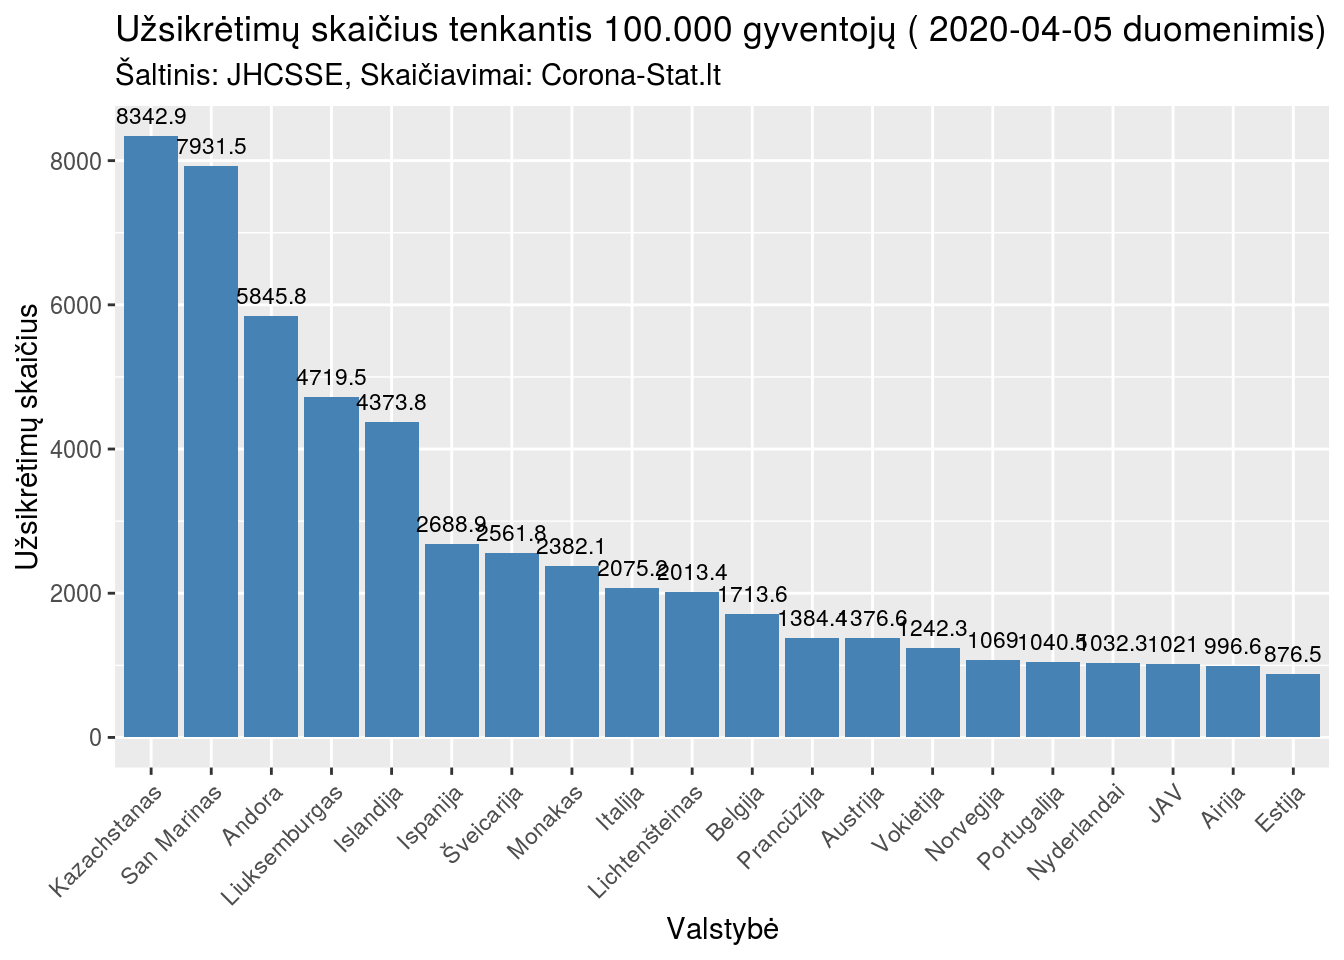 Užsikrėtimų skaičius tenkantis 100.000 gyventojų ( 2020-04-05 duomenimis)
Šaltinis: JHCSSE, Skaičiavimai: Corona-Stat.lt
Užsikrėtimų skaičius
8000
6000
4000
2000
0
8342.9
7931.5
5845.8
4719.5
4373.8
2688.9
2561.8
2382.1
2075.2
2013.4
1713.6
1384.4
1376.6
1242.3
1069
1040.5
1032.3
1021
996.6
876.5
Kazachstanas
San Marinas
Andora
Liuksemburgas
Islandija
Ispanija
Šveicarija
Monakas
Italija
Lichtenšteinas
Belgija
Prancūzija
Austrija
Vokietija
Norvegija
Portugalija
Nyderlandai
JAV
Airija
Estija
Valstybė